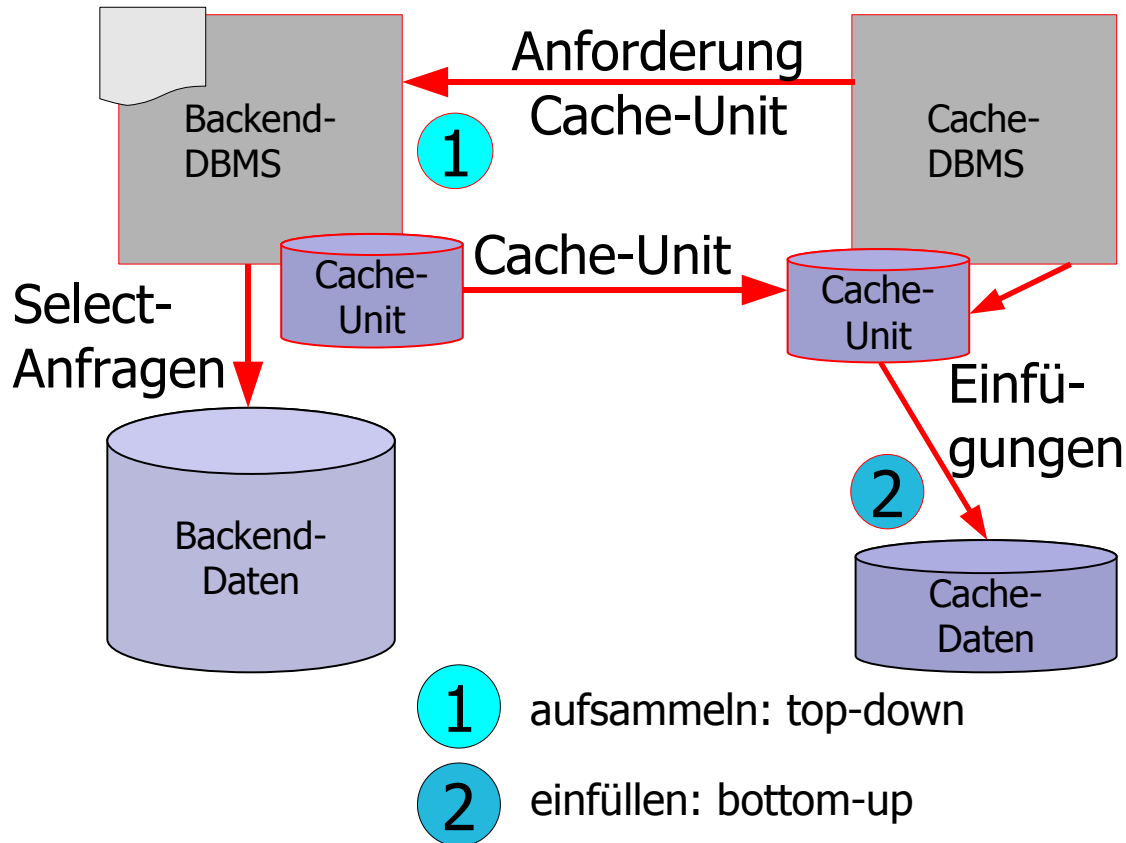 Anforderung
Cache-Unit
Backend-
DBMS
1
Cache-
DBMS
Cache-Unit
Cache-
Unit
Cache-
Unit
Select-
Anfragen
Einfü-
gungen
2
Backend-
Daten
Cache-
Daten
1 aufsammeln: top-down
2 einfüllen: bottom-up